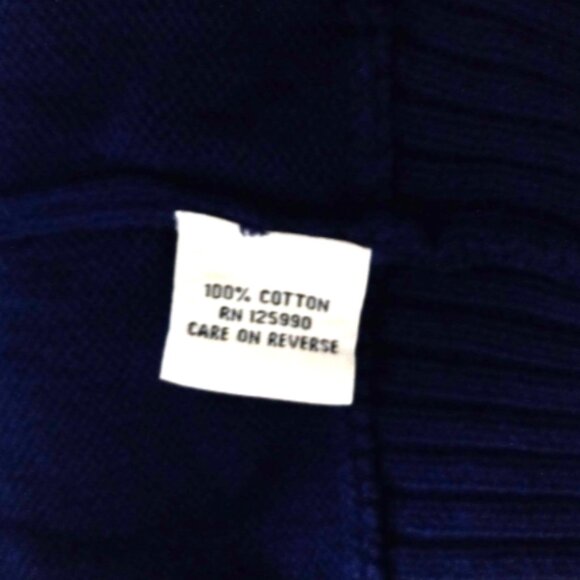 100% COTTON
RN 125990
CARE ON REVERSE